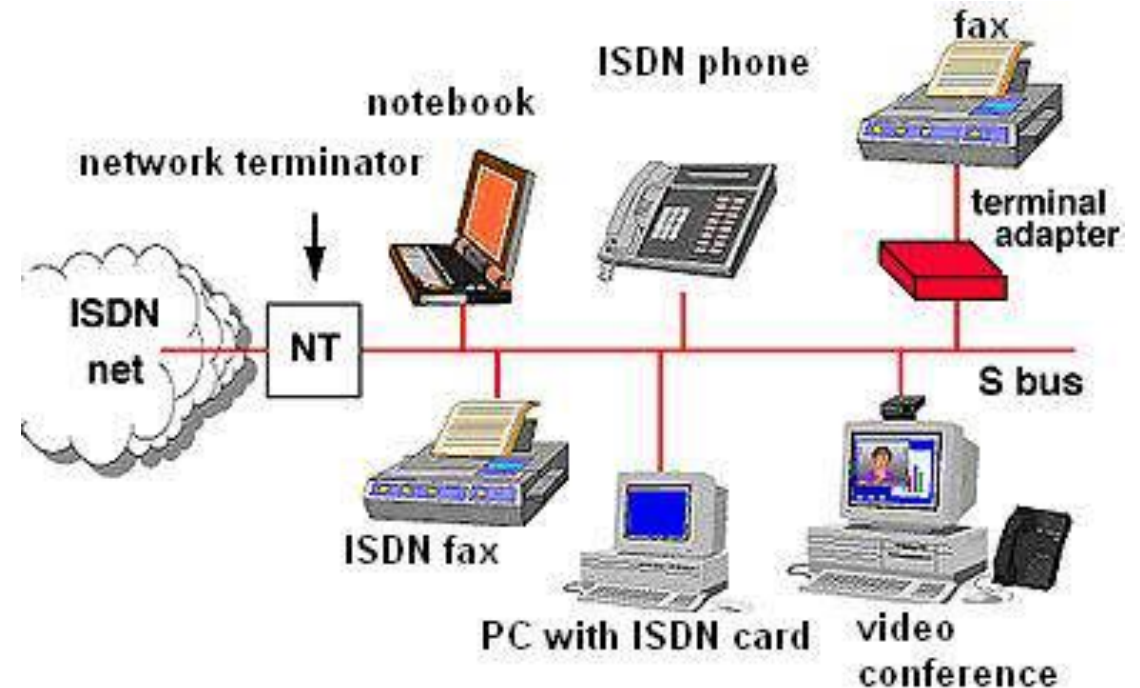 fax
ISDN phone
notebook
network terminator
terminal
adapter
ISDN
net
NT
S bus
ISDN fax
PC with ISDN card
video
conference